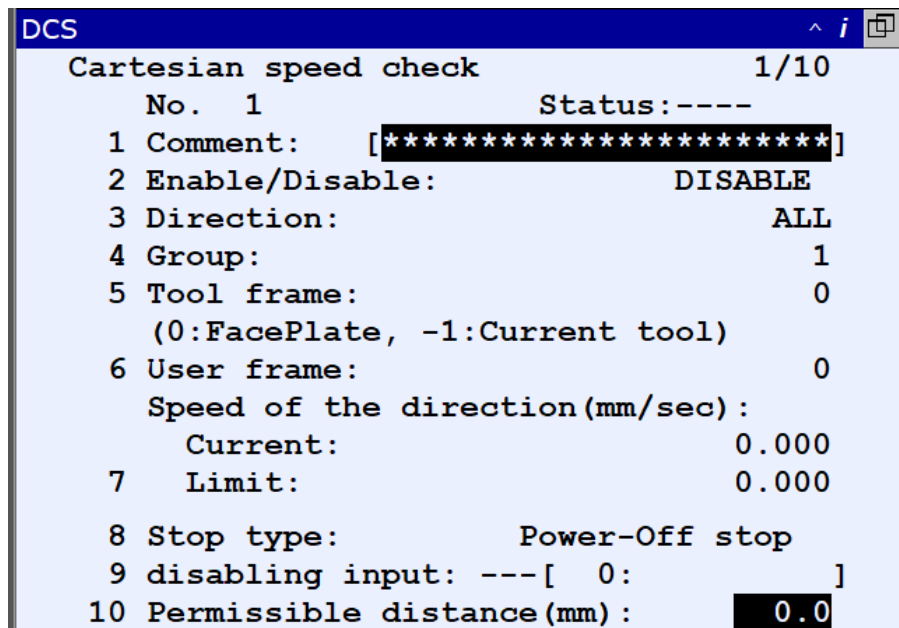 DCS ^ i
Cartesian speed check 1/10
No. 1 Status:----
1 Comment: [***********************]
2 Enable/Disable: DISABLE
3 Direction: ALL
4 Group: 1
5 Tool frame: 0
(0:FacePlate, -1:Current tool)
6 User frame: 0
Speed of the direction(mm/sec):
Current: 0.000
7 Limit: 0.000
8 Stop type: Power-Off stop
9 disabling input: ---[ 0: ]
10 Permissible distance(mm): 0.0